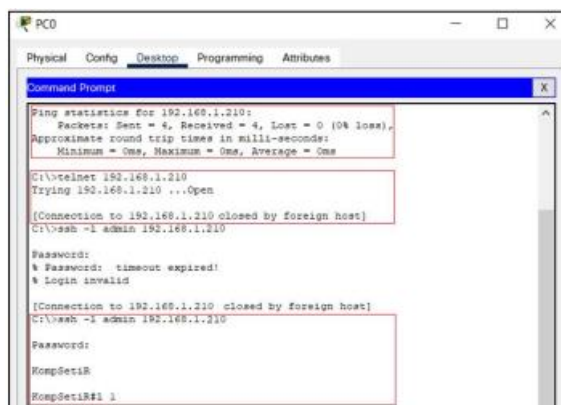 PC0
Physical Config Desktop Programming Attributes
Command Prompt X
Ping statistics for 192.168.1.210:
Packets: Sent = 4, Received = 4, Lost = 0 (0% loss),
Approximate round trip times in milli-seconds:
Minimum = 0ms, Maximum = 0ms, Average = 0ms
C:\>telnet 192.168.1.210
Trying 192.168.1.210 ...Open
[Connection to 192.168.1.210 closed by foreign host]
C:\>ssh -l admin 192.168.1.210
Password:
% Password: timeout expired!
% Login invalid
[Connection to 192.168.1.210 closed by foreign host]
C:\>ssh -l admin 192.168.1.210
Password:
KompSetiR
KompSetiR#1 1